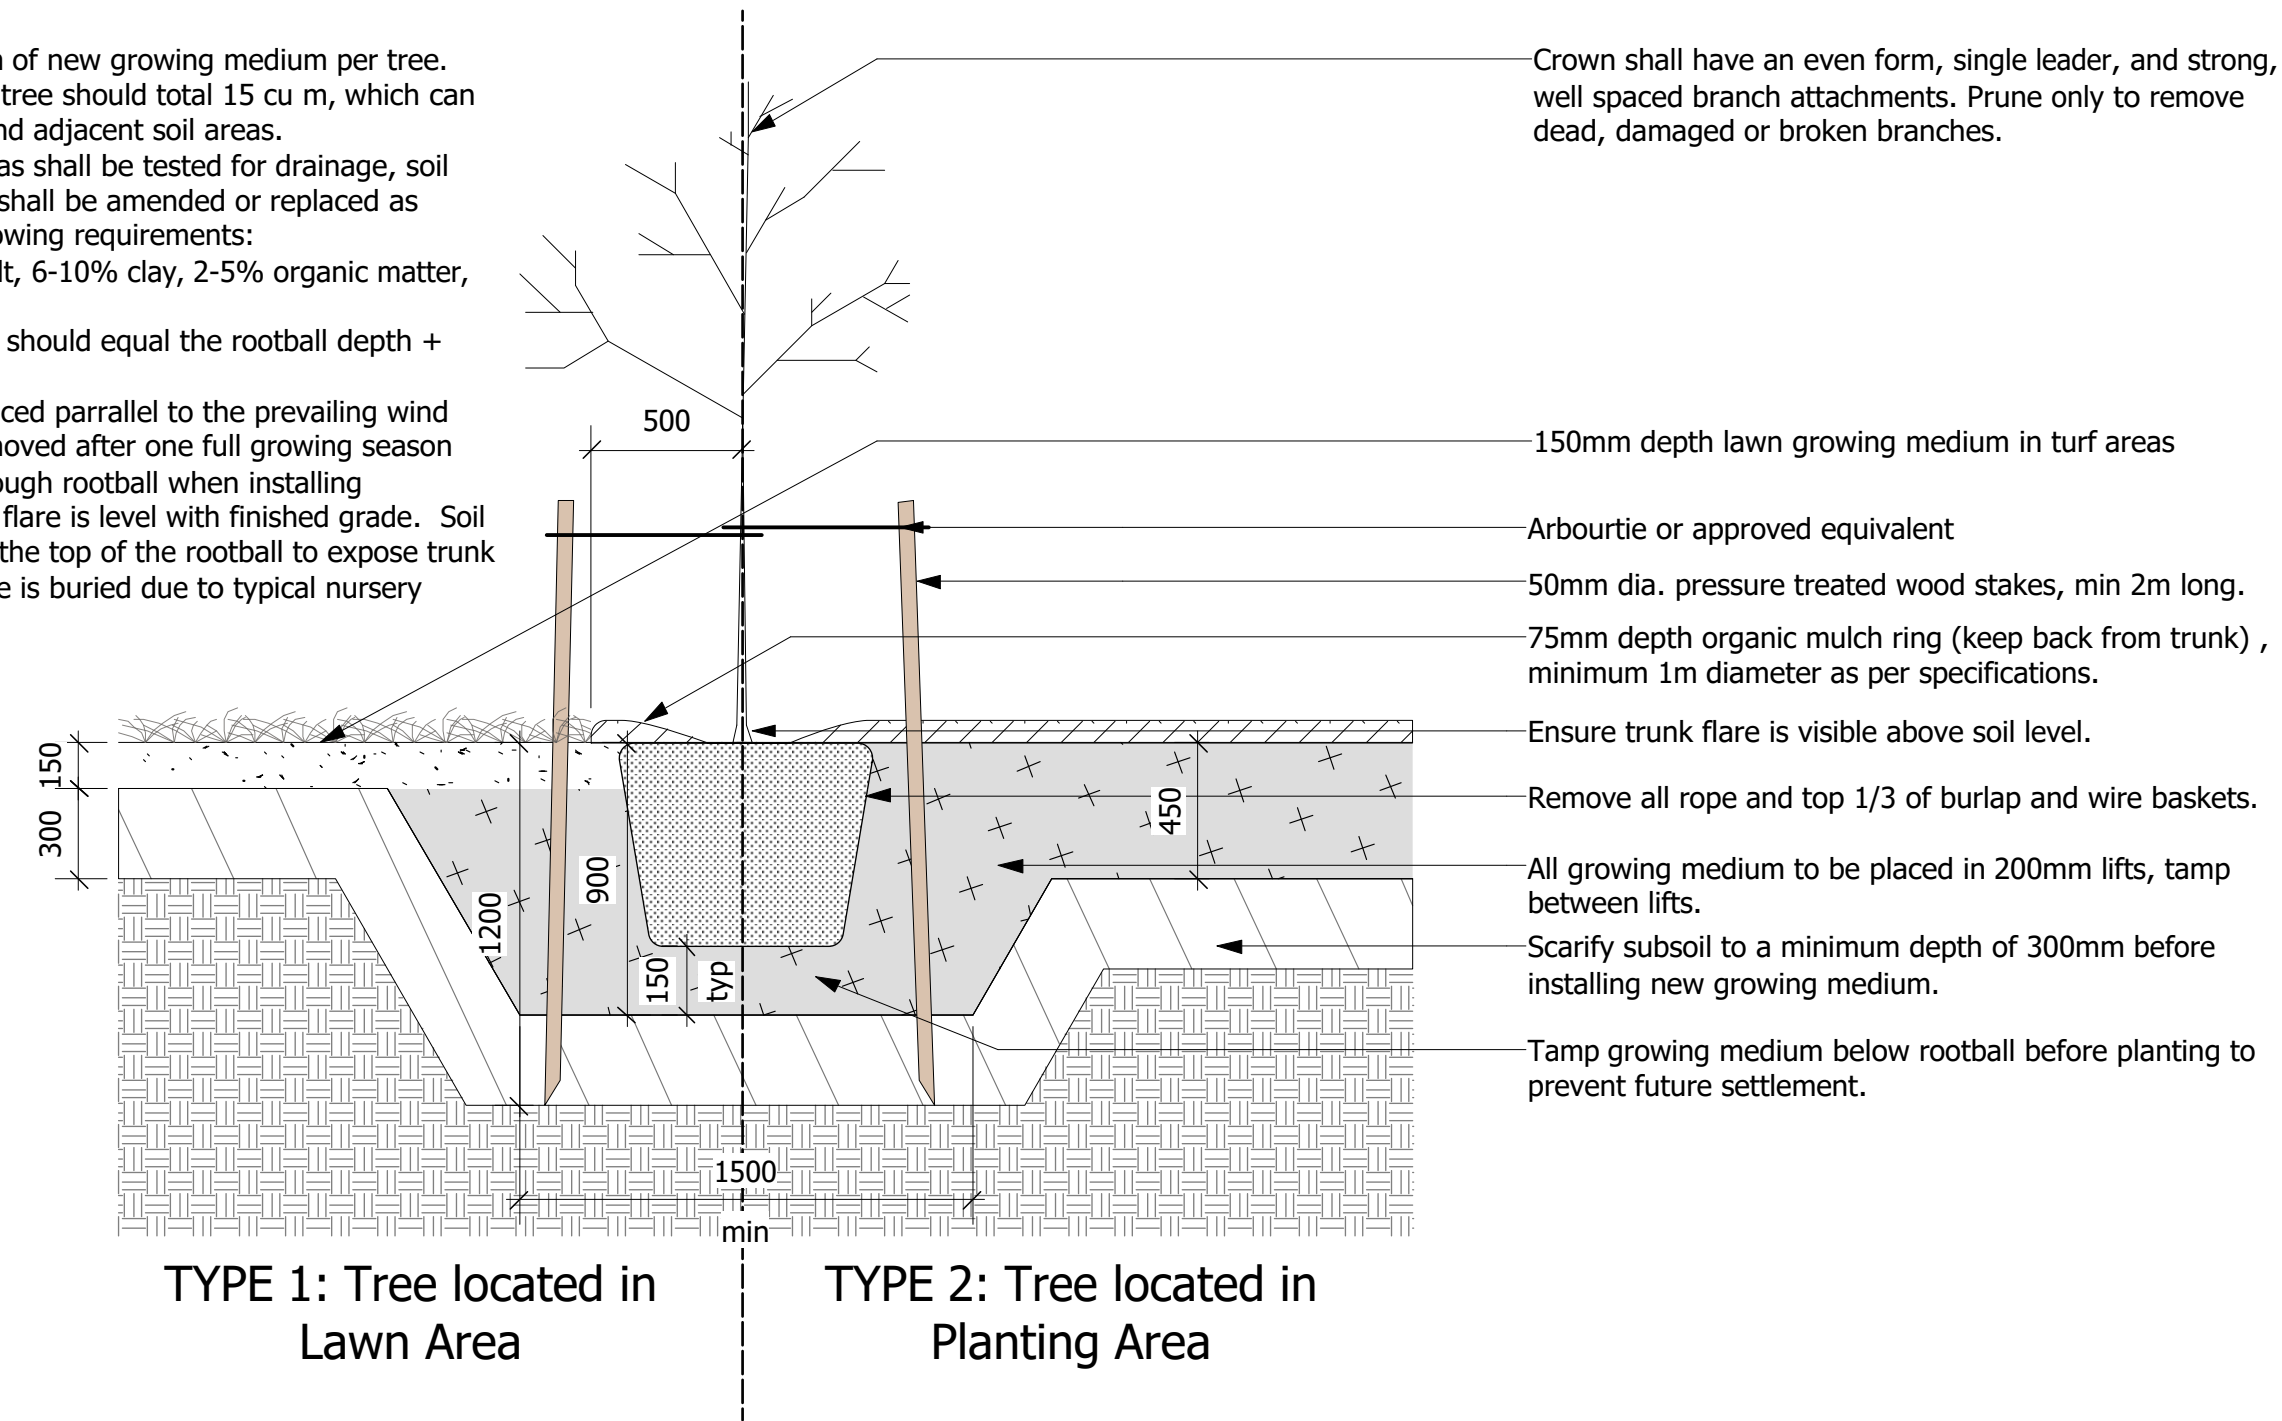 of new growing medium per tree.
tree should total 15 cu m, which can
adjacent soil areas.
shall be tested for drainage, soil
shall be amended or replaced as
requirements:
6-10% clay, 2-5% organic matter,
should equal the rootball depth +
parrallel to the prevailing wind
after one full growing season
rootball when installing
flare is level with finished grade. Soil
the top of the rootball to expose trunk
is buried due to typical nursery
Crown shall have an even form, single leader, and strong,
well spaced branch attachments. Prune only to remove
dead, damaged or broken branches.
150mm depth lawn growing medium in turf areas
Arbourtie or approved equivalent
50mm dia. pressure treated wood stakes, min 2m long.
75mm depth organic mulch ring (keep back from trunk) ,
minimum 1m diameter as per specifications.
Ensure trunk flare is visible above soil level.
Remove all rope and top 1/3 of burlap and wire baskets.
All growing medium to be placed in 200mm lifts, tamp
between lifts.
Scarify subsoil to a minimum depth of 300mm before
installing new growing medium.
Tamp growing medium below rootball before planting to
prevent future settlement.
500
150
300
1200
900
150
typ
450
1500
min
TYPE 1: Tree located in
Lawn Area
TYPE 2: Tree located in
Planting Area